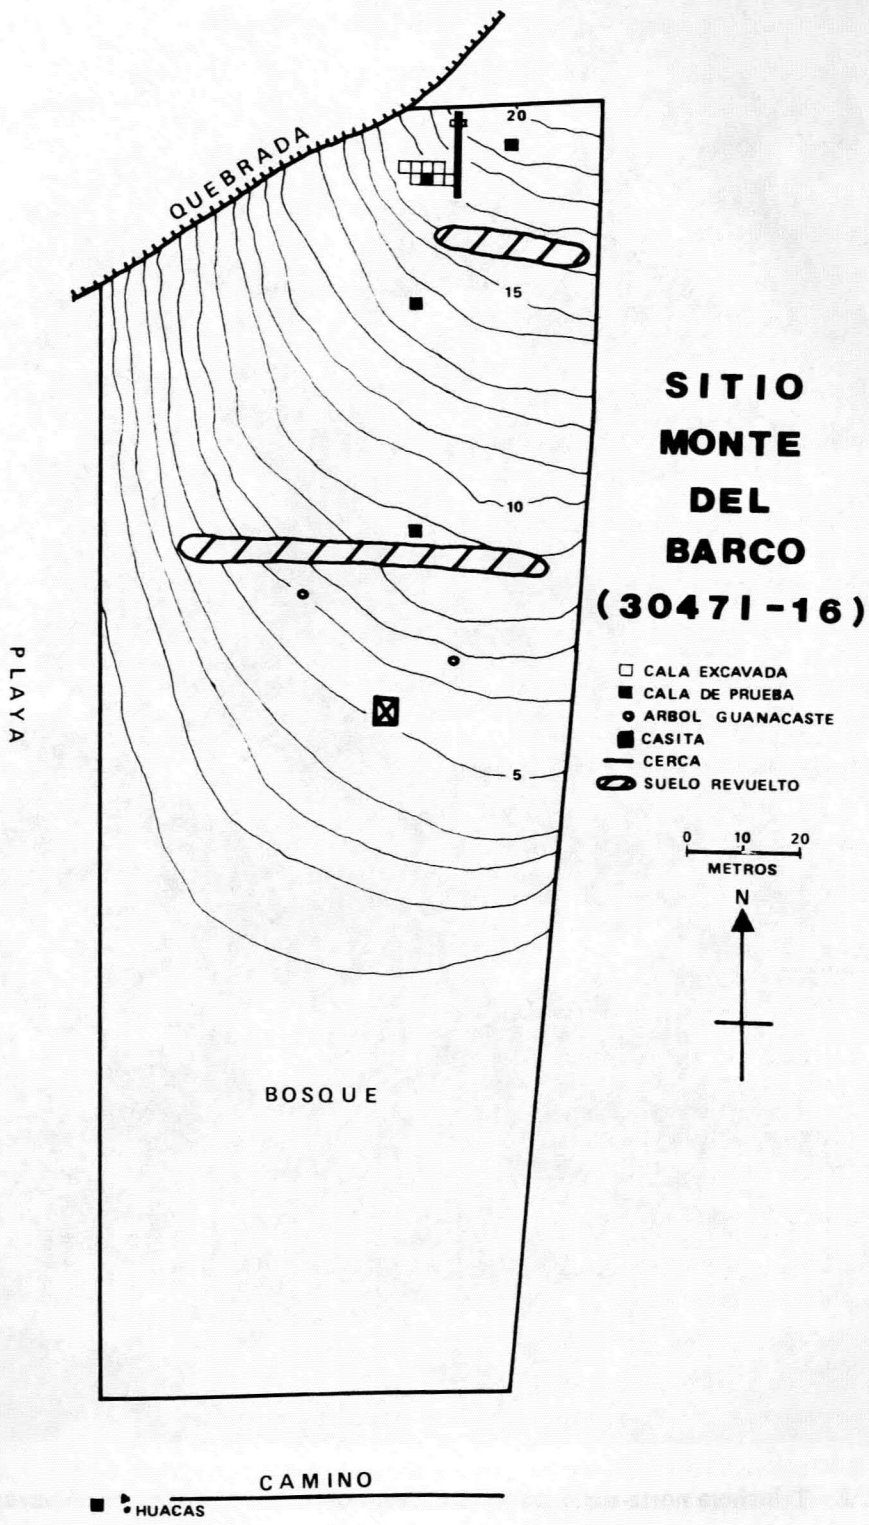 QUEBRADA
20
15
10
5
PLAYA
BOSQUE
CAMINO
HUACAS
SITIO
MONTE
DEL
BARCO
(30471-16)
CALA EXCAVADA
CALA DE PRUEBA
ARBOL GUANACASTE
CASITA
CERCA
SUELO REVUELTO
0 10 20
METROS
N